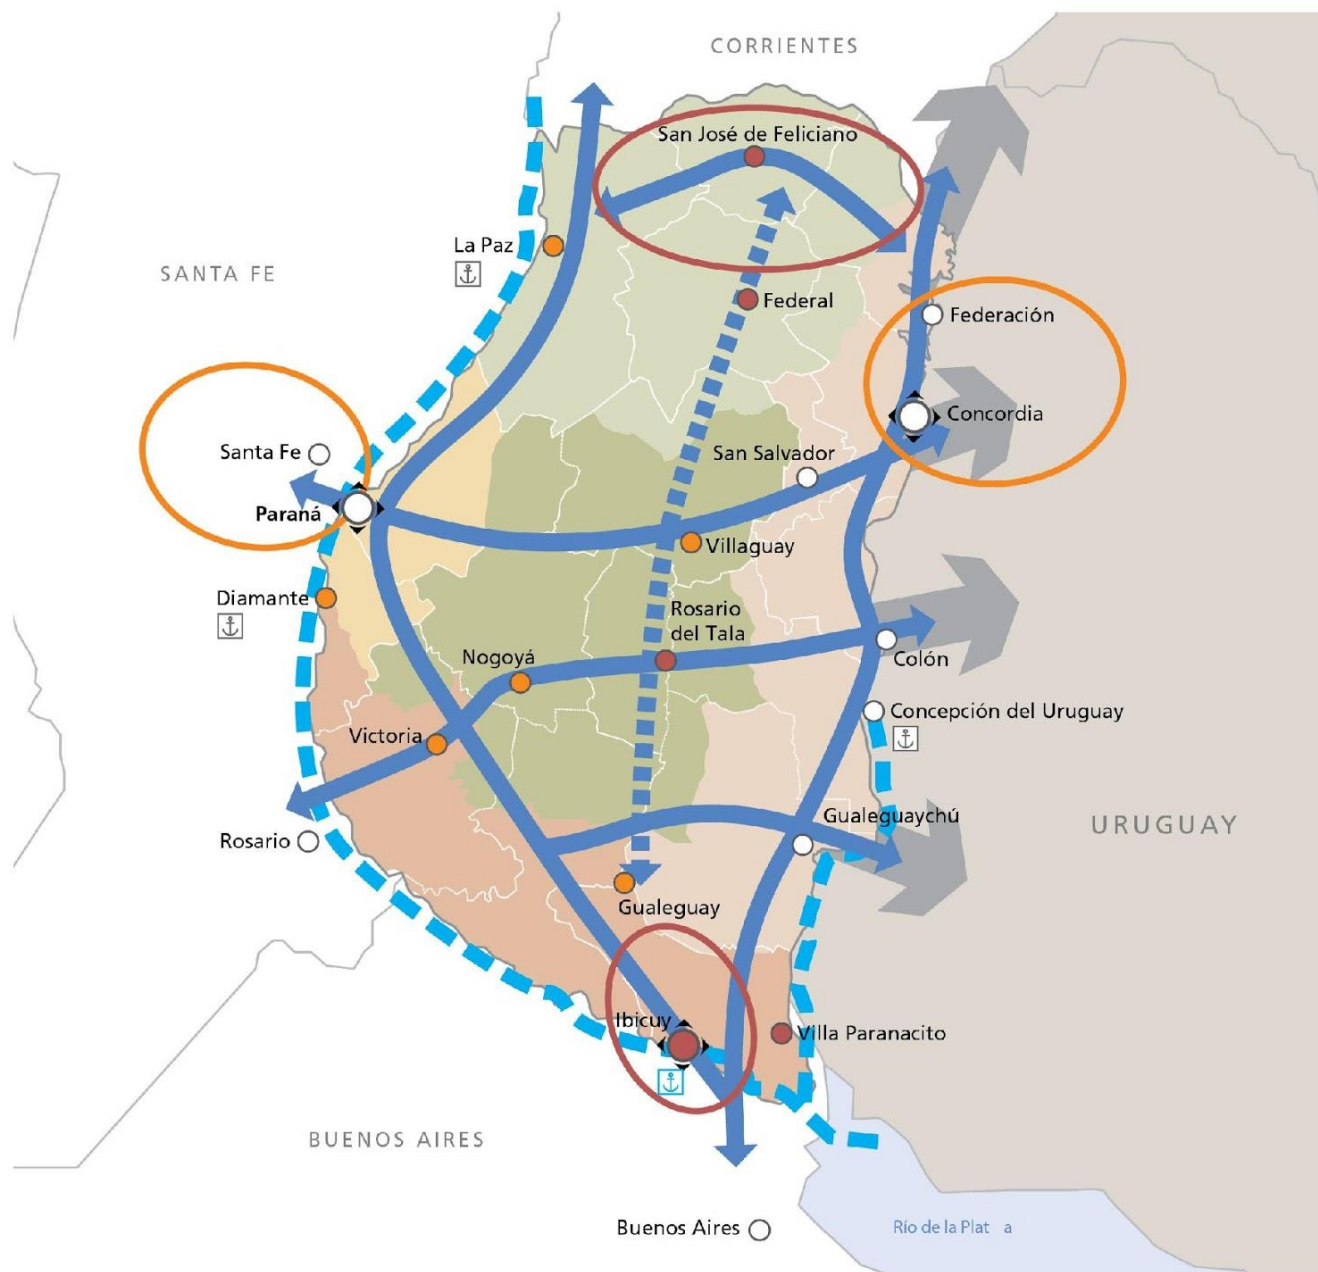 CORRIENTES
San José de Feliciano
La Paz
SANTA FE
Federal
Federación
Concordia
Santa Fe
San Salvador
Paraná
Villaguay
Diamante
Rosario
del Tala
Nogoyá
Colón
Concepción del Uruguay
Victoria
Gualeguaychú
URUGUAY
Rosario
Gualeguay
Ibicuy
Villa Paranacito
BUENOS AIRES
Buenos Aires
Río de la Plat a